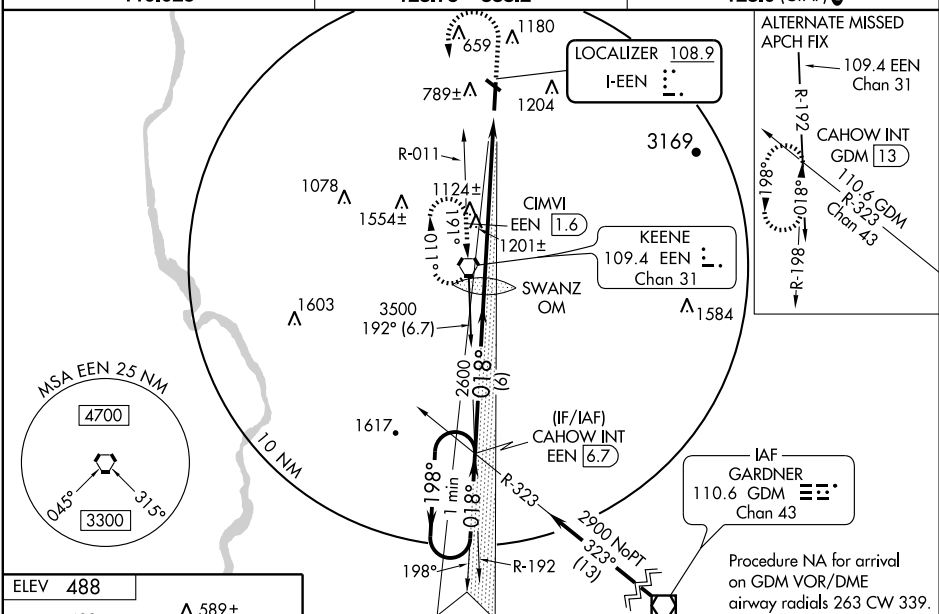 LOCALIZER 108.9
I-EEN
1180
659
789±
1204
3169
R-011
1078
1554±
1124±
CIMVI
EEN 1.6
1201±
191°
011°
KEENE
109.4 EEN
Chan 31
SWANZ
OM
1603
3500
192° (6.7)
1584
2600
018°
(6)
MSA EEN 25 NM
4700
045°
315°
3300
10 NM
1617
(IF/IAF)
CAHOW INT
EEN 6.7
198°
1 min
018°
R-323
198°
R-192
2900 NoPT
323°
(13)
IAF
GARDNER
110.6 GDM
Chan 43
Procedure NA for arrival
on GDM VOR/DME
airway radials 263 CW 339.
ALTERNATE MISSED
APCH FIX
109.4 EEN
Chan 31
R-192
CAHOW INT
GDM 13
198°
018°
110.6 GDM
R-323
Chan 43
R-198
ELEV 488
589±